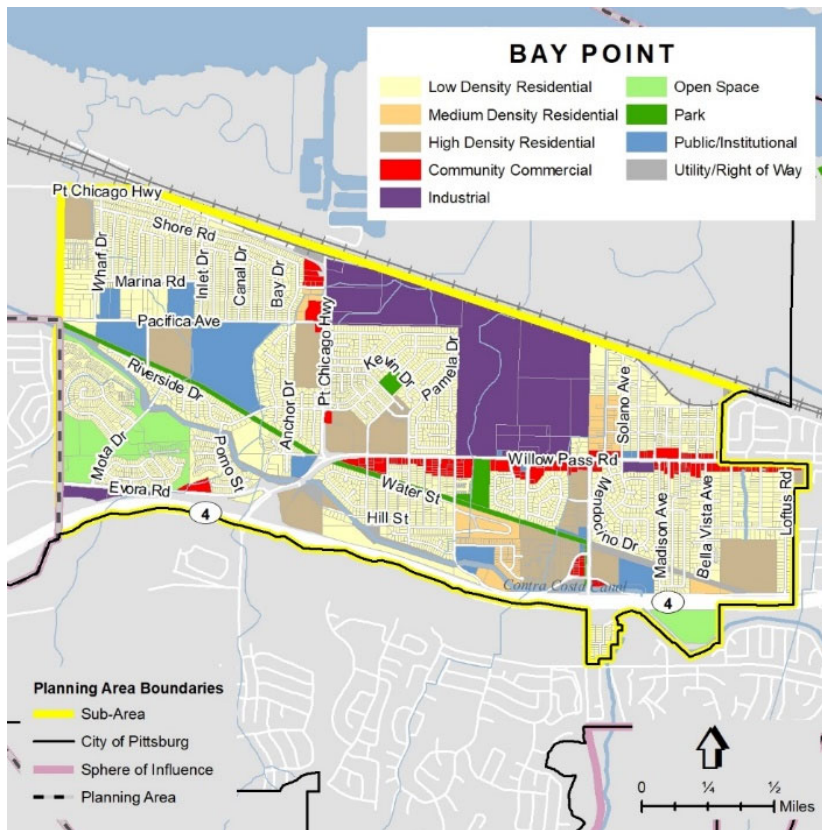 BAY POINT
Low Density Residential
Medium Density Residential
High Density Residential
Community Commercial
Industrial
Open Space
Park
Public/Institutional
Utility/Right of Way
Pt Chicago Hwy
Shore Rd
Wharf Dr
Marina Rd
Inlet Dr
Canal Dr
Bay Dr
Pacifica Ave
Pt Chicago Hwy
Kevin Dr
Pamela Dr
Riverside Dr
Anchor Dr
Solano Ave
Mota Dr
Pomo St
Willow Pass Rd
Evora Rd
Water St
Hill St
Mendocino Dr
Madison Ave
Bella Vista Ave
Loftus Rd
4
Contra Costa Canal
4
Planning Area Boundaries
Sub-Area
City of Pittsburg
Sphere of Influence
Planning Area
0 ¼ ½
Miles